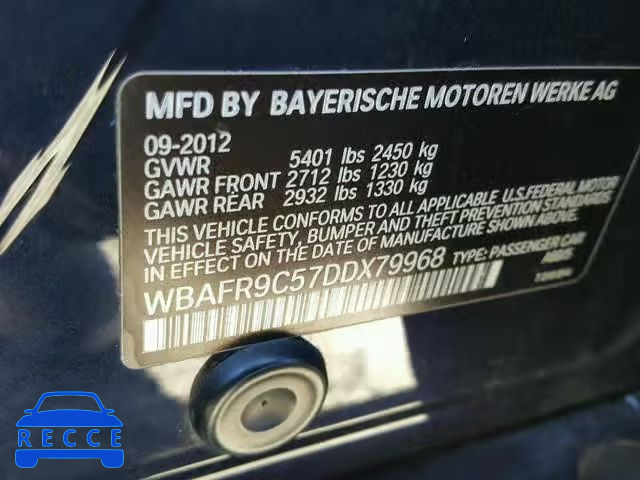 MFD BY BAYERISCHE MOTOREN WERKE AG
09-2012
GVWR 5401 lbs 2450 kg
GAWR FRONT 2712 lbs 1230 kg
GAWR REAR 2932 lbs 1330 kg
THIS VEHICLE CONFORMS TO ALL APPLICABLE U.S. FEDERAL MOTOR
VEHICLE SAFETY, BUMPER AND THEFT PREVENTION STANDARDS
IN EFFECT ON THE DATE OF MANUFACTURE SHOWN ABOVE.
WBAFR9C57DDX79968 TYPE: PASSENGER CAR
RECCE